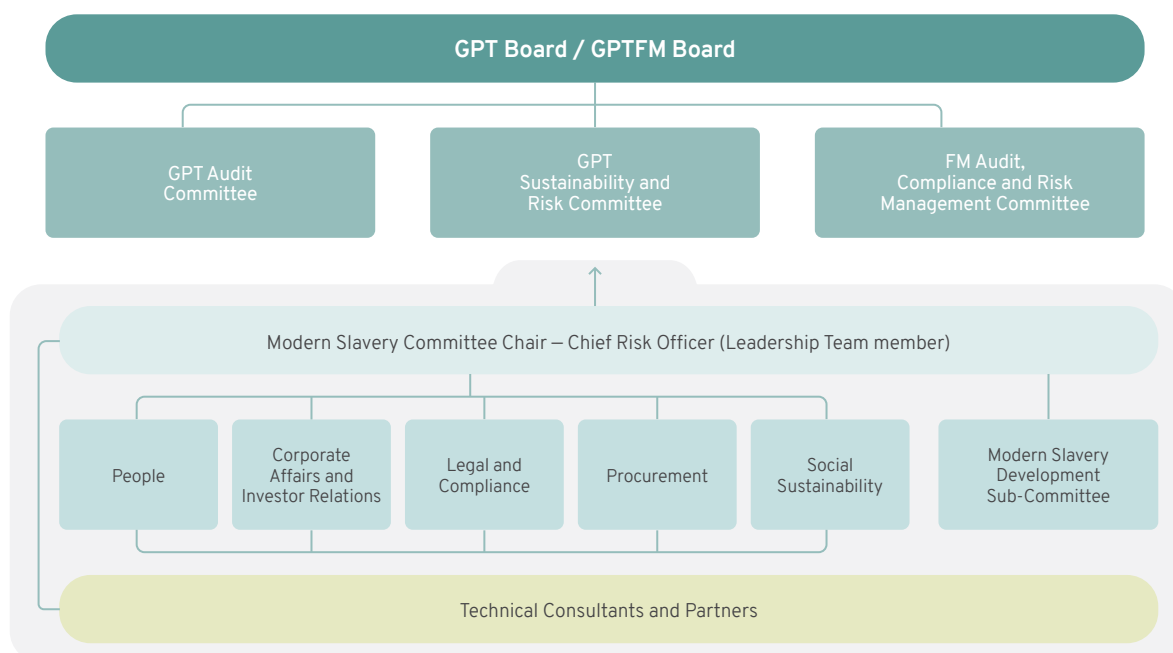 GPT Board / GPTFM Board
GPT Audit
Committee
GPT
Sustainability and
Risk Committee
FM Audit,
Compliance and Risk
Management Committee
Modern Slavery Committee Chair – Chief Risk Officer (Leadership Team member)
People
Corporate
Affairs and
Investor Relations
Legal and
Compliance
Procurement
Social
Sustainability
Modern Slavery
Development
Sub-Committee
Technical Consultants and Partners